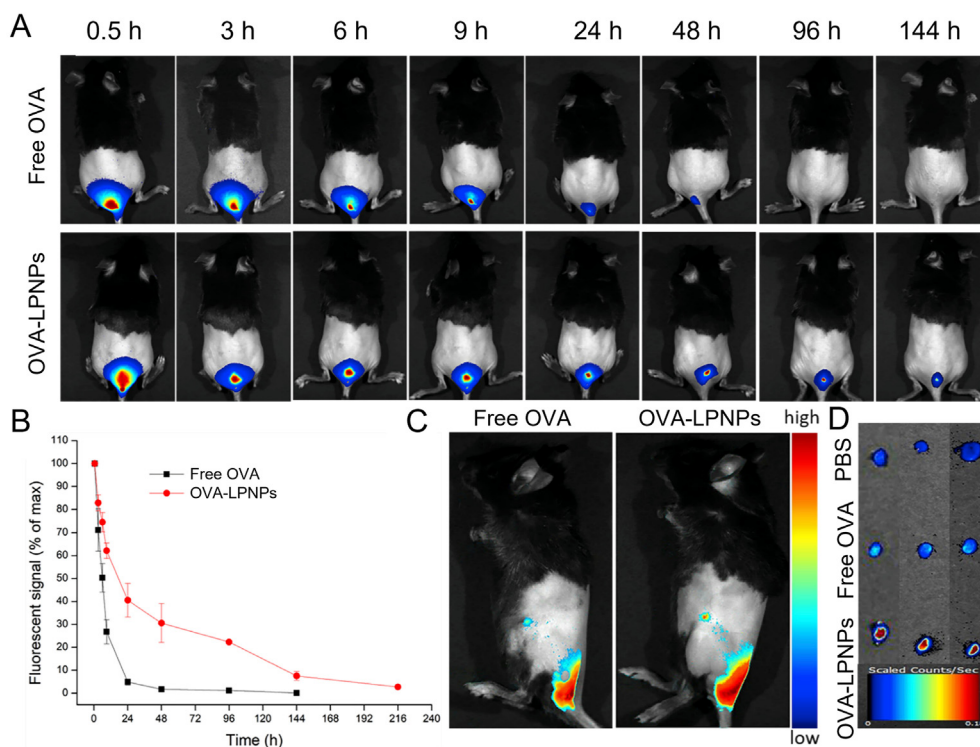 A
0.5 h 3 h 6 h 9 h 24 h 48 h 96 h 144 h
Free OVA
OVA-LPNPs
B
Fluorescent signal (% of max)
110
100
90
80
70
60
50
40
30
20
10
0
Free OVA
OVA-LPNPs
0 24 48 72 96 120 144 168 192 216 240
Time (h)
C
Free OVA OVA-LPNPs
high
low
D
PBS
Free OVA
OVA-LPNPs
Scaled Counts/Sec
0 0.1